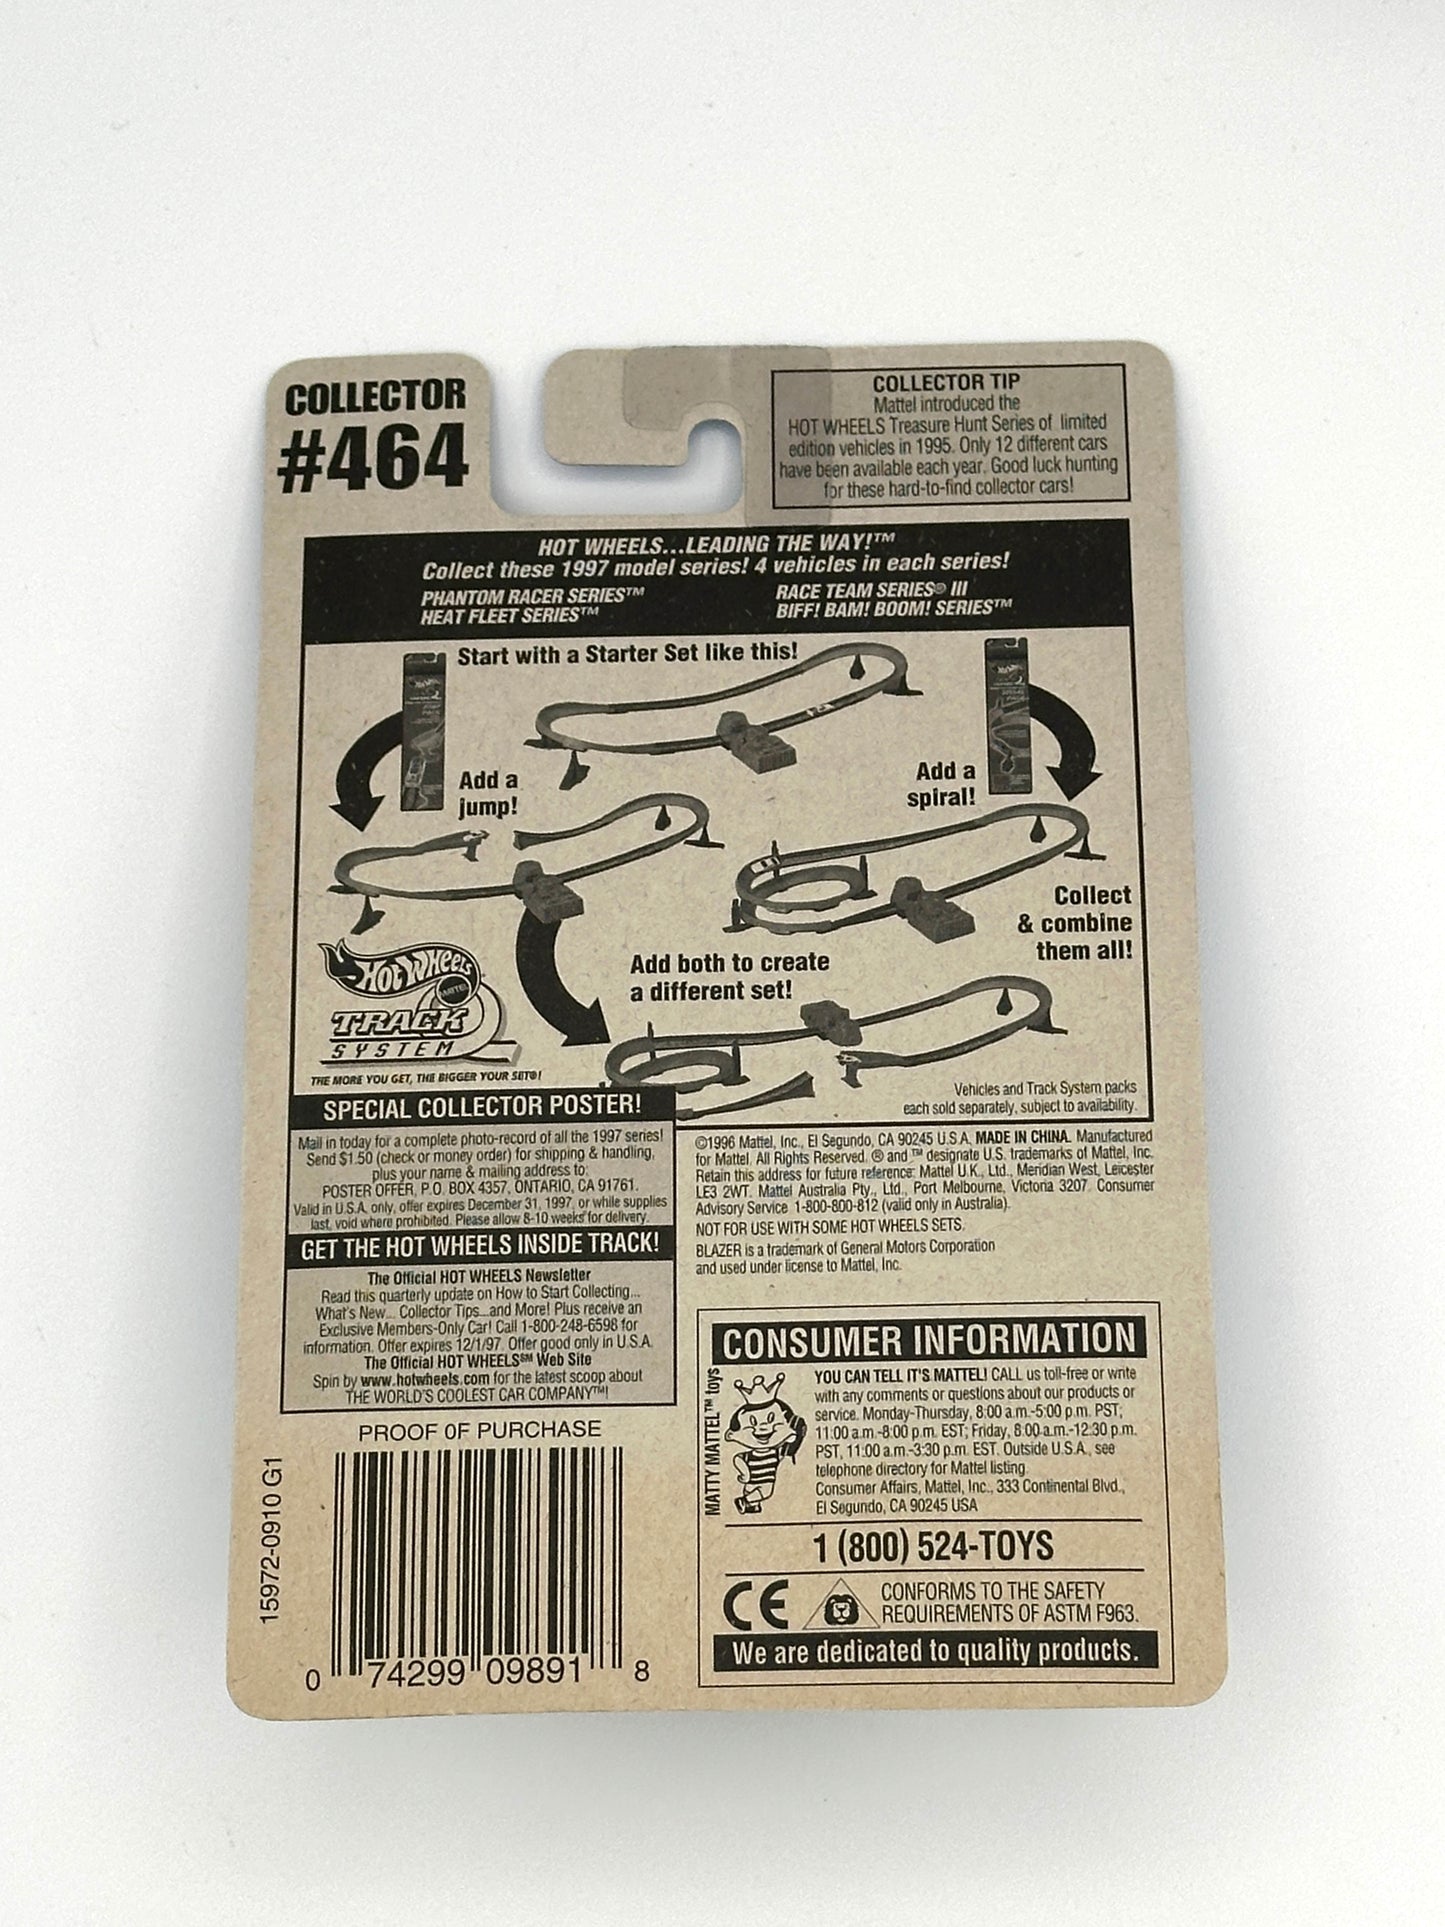 COLLECTOR
#464
COLLECTOR TIP
Mattel introduced the
HOT WHEELS Treasure Hunt Series of limited
edition vehicles in 1995. Only 12 different cars
have been available each year. Good luck hunting
for these hard-to-find collector cars!
HOT WHEELS...LEADING THE WAY!™
Collect these 1997 model series! 4 vehicles in each series!
PHANTOM RACER SERIES™
HEAT FLEET SERIES™
RACE TEAM SERIES® III
BIFF! BAM! BOOM! SERIES™
Start with a Starter Set like this!
Add a
jump!
Add a
spiral!
Collect
& combine
them all!
Add both to create
a different set!
Hot Wheels
MATTEL
TRACK
SYSTEM
THE MORE YOU GET, THE BIGGER YOUR SET®!
Vehicles and Track System packs
each sold separately, subject to availability.
SPECIAL COLLECTOR POSTER!
Mail in today for a complete photo-record of all the 1997 series!
Send $1.50 (check or money order) for shipping & handling,
plus your name & mailing address to:
POSTER OFFER, P.O. BOX 4357, ONTARIO, CA 91761.
Valid in U.S.A. only, offer expires December 31, 1997, or while supplies
last, void where prohibited. Please allow 8-10 weeks for delivery.
GET THE HOT WHEELS INSIDE TRACK!
The Official HOT WHEELS Newsletter
Read this quarterly update on How to Start Collecting...
What's New... Collector Tips...and More! Plus receive an
Exclusive Members-Only Car! Call 1-800-248-6598 for
information. Offer expires 12/1/97. Offer good only in U.S.A.
The Official HOT WHEELS℠ Web Site
Spin by www.hotwheels.com for the latest scoop about
THE WORLD'S COOLEST CAR COMPANY™!
©1996 Mattel, Inc., El Segundo, CA 90245 U.S.A. MADE IN CHINA. Manufactured
for Mattel. All Rights Reserved. ® and ™ designate U.S. trademarks of Mattel, Inc.
Retain this address for future reference: Mattel U.K., Ltd., Meridian West, Leicester
LE3 2WT. Mattel Australia Pty., Ltd., Port Melbourne, Victoria 3207. Consumer
Advisory Service 1-800-800-812 (valid only in Australia).
NOT FOR USE WITH SOME HOT WHEELS SETS.
BLAZER is a trademark of General Motors Corporation
and used under license to Mattel, Inc.
PROOF OF PURCHASE
15972-0910 G1
0 74299 09891 8
CONSUMER INFORMATION
MATTY MATTEL™ toys
YOU CAN TELL IT'S MATTEL! CALL us toll-free or write
with any comments or questions about our products or
service. Monday-Thursday, 8:00 a.m.-5:00 p.m. PST;
11:00 a.m.-8:00 p.m. EST; Friday, 8:00 a.m.-12:30 p.m.
PST, 11:00 a.m.-3:30 p.m. EST. Outside U.S.A., see
telephone directory for Mattel listing.
Consumer Affairs, Mattel, Inc., 333 Continental Blvd.,
El Segundo, CA 90245 USA
1 (800) 524-TOYS
CE
CONFORMS TO THE SAFETY
REQUIREMENTS OF ASTM F963.
We are dedicated to quality products.